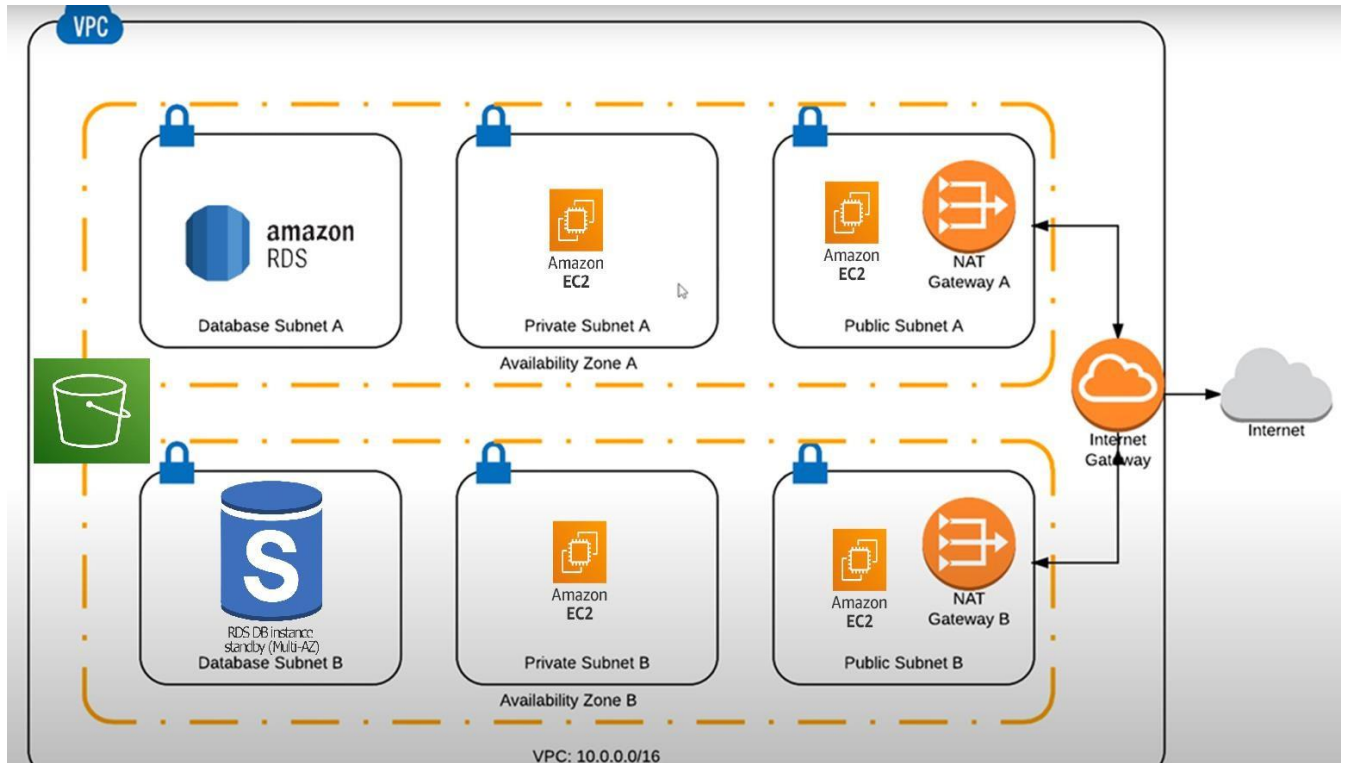 VPC
amazon
RDS
Database Subnet A
Amazon
EC2
Private Subnet A
Amazon
EC2
NAT
Gateway A
Public Subnet A
Availability Zone A
Internet
Gateway
Internet
RDS DB instance
standby (Multi-AZ)
Database Subnet B
Amazon
EC2
Private Subnet B
Amazon
EC2
NAT
Gateway B
Public Subnet B
Availability Zone B
VPC: 10.0.0.0/16